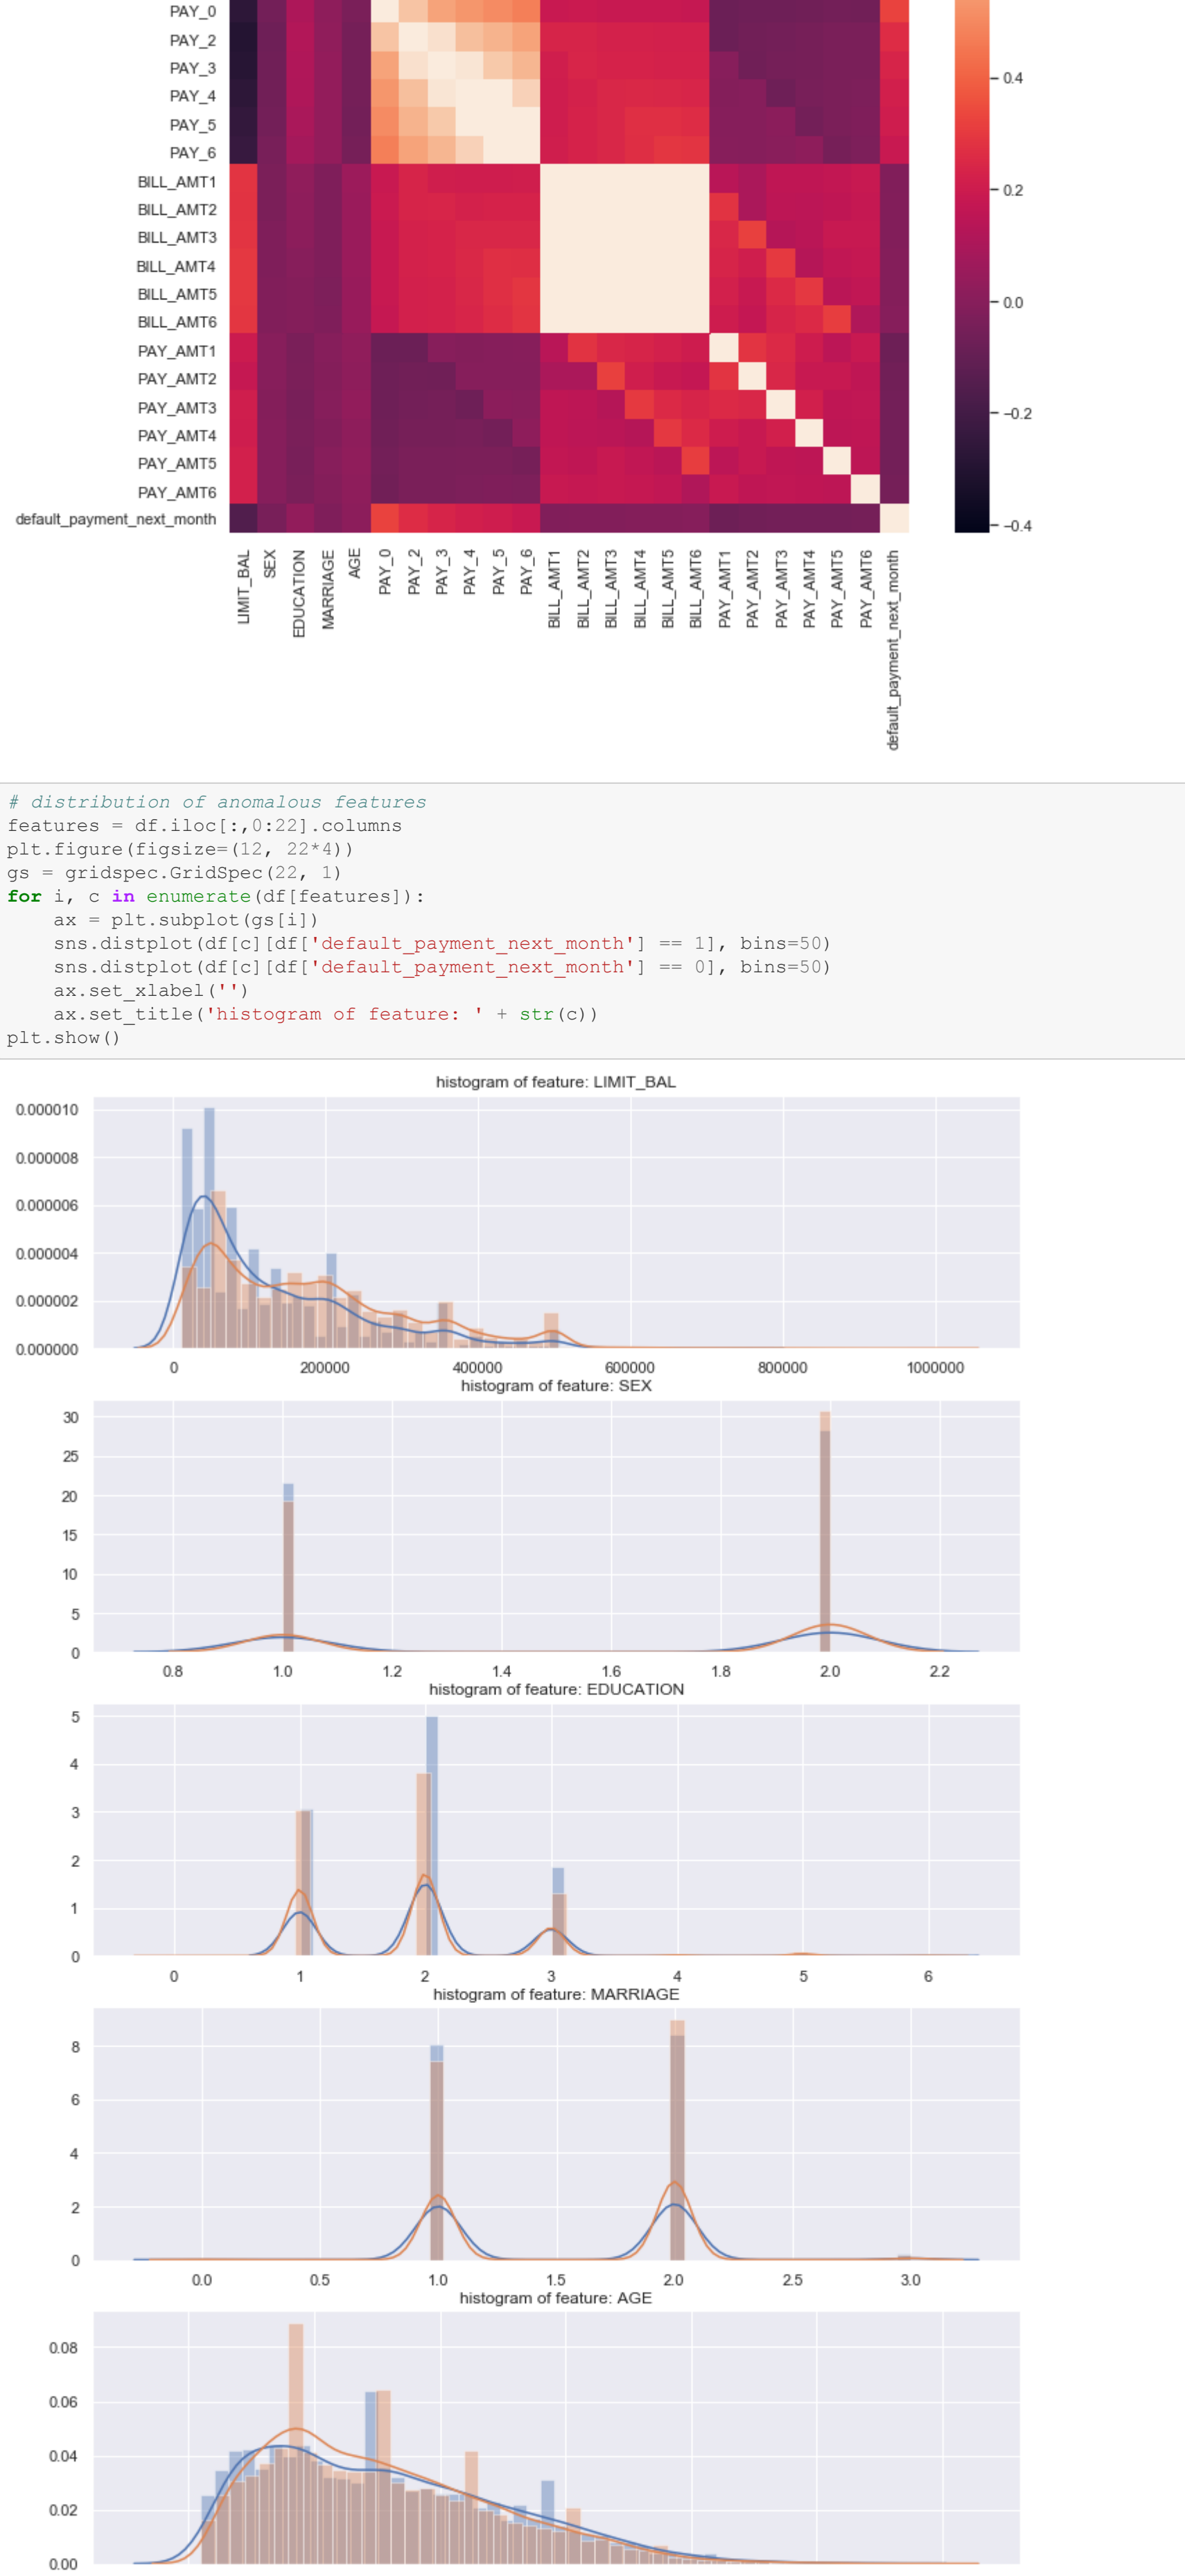 PAY_0
PAY_2
PAY_3
PAY_4
PAY_5
PAY_6
BILL_AMT1
BILL_AMT2
BILL_AMT3
BILL_AMT4
BILL_AMT5
BILL_AMT6
PAY_AMT1
PAY_AMT2
PAY_AMT3
PAY_AMT4
PAY_AMT5
PAY_AMT6
default_payment_next_month
0.4
0.2
0.0
−0.2
−0.4
LIMIT_BAL
SEX
EDUCATION
MARRIAGE
AGE
PAY_0
PAY_2
PAY_3
PAY_4
PAY_5
PAY_6
BILL_AMT1
BILL_AMT2
BILL_AMT3
BILL_AMT4
BILL_AMT5
BILL_AMT6
PAY_AMT1
PAY_AMT2
PAY_AMT3
PAY_AMT4
PAY_AMT5
PAY_AMT6
default_payment_next_month
# distribution of anomalous features
features = df.iloc[:,0:22].columns
plt.figure(figsize=(12, 22*4))
gs = gridspec.GridSpec(22, 1)
for i, c in enumerate(df[features]):
    ax = plt.subplot(gs[i])
    sns.distplot(df[c][df['default_payment_next_month'] == 1], bins=50)
    sns.distplot(df[c][df['default_payment_next_month'] == 0], bins=50)
    ax.set_xlabel('')
    ax.set_title('histogram of feature: ' + str(c))
plt.show()
histogram of feature: LIMIT_BAL
0.000010
0.000008
0.000006
0.000004
0.000002
0.000000
0 200000 400000 600000 800000 1000000
histogram of feature: SEX
30
25
20
15
10
5
0
0.8 1.0 1.2 1.4 1.6 1.8 2.0 2.2
histogram of feature: EDUCATION
5
4
3
2
1
0
0 1 2 3 4 5 6
histogram of feature: MARRIAGE
8
6
4
2
0
0.0 0.5 1.0 1.5 2.0 2.5 3.0
histogram of feature: AGE
0.08
0.06
0.04
0.02
0.00